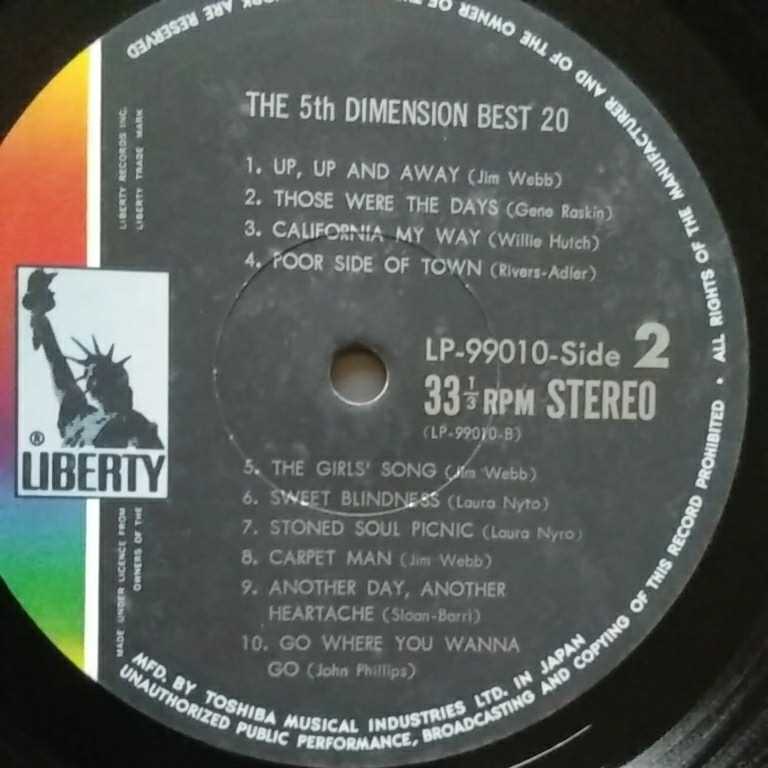 THE 5th DIMENSION BEST 20
1. UP, UP AND AWAY (Jim Webb)
2. THOSE WERE THE DAYS (Gene Raskin)
3. CALIFORNIA MY WAY (Willie Hutch)
4. POOR SIDE OF TOWN (Rivers-Adler)
LP-99010-Side 2
33 1/3 RPM STEREO
(LP-99010-B)
5. THE GIRLS' SONG (Jim Webb)
6. SWEET BLINDNESS (Laura Nyro)
7. STONED SOUL PICNIC (Laura Nyro)
8. CARPET MAN (Jim Webb)
9. ANOTHER DAY, ANOTHER
HEARTACHE (Sloan-Barri)
10. GO WHERE YOU WANNA
GO (John Phillips)
LIBERTY RECORDS INC.
LIBERTY TRADE MARK
®
LIBERTY
MADE UNDER LICENCE FROM
OWNERS OF THE
MFD. BY TOSHIBA MUSICAL INDUSTRIES LTD. IN JAPAN
ALL RIGHTS OF THE MANUFACTURER AND OF THE OWNER OF WORK ARE RESERVED
UNAUTHORIZED PUBLIC PERFORMANCE, BROADCASTING AND COPYING OF THIS RECORD PROHIBITED •